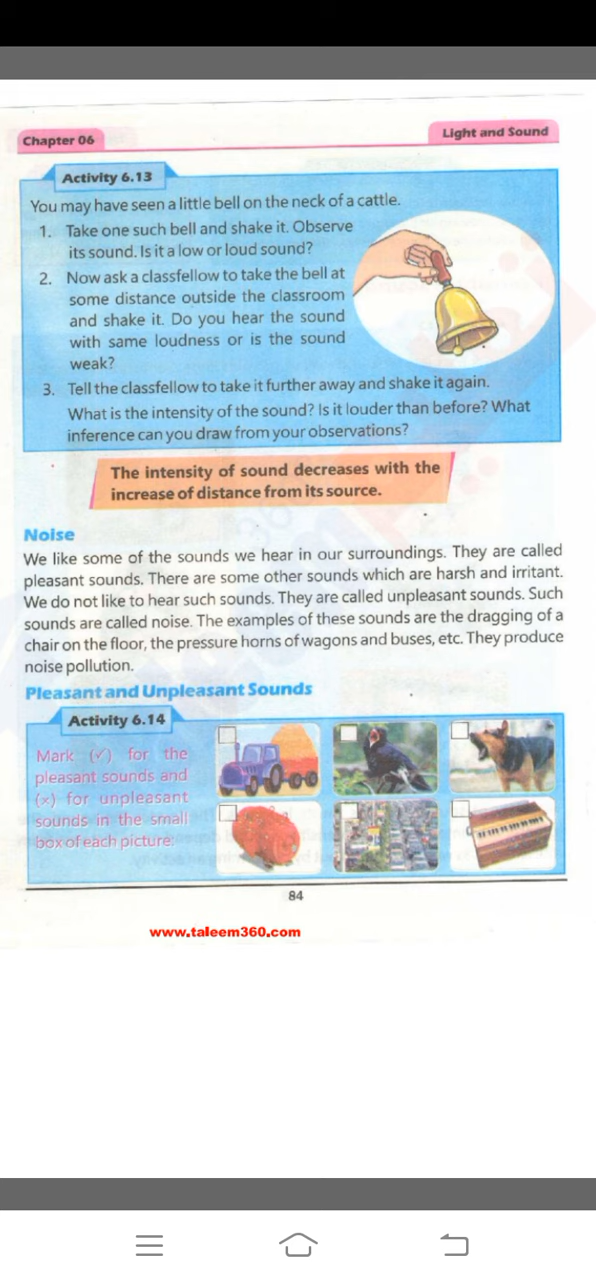 Chapter 06
Light and Sound
Activity 6.13
You may have seen a little bell on the neck of a cattle.
1. Take one such bell and shake it. Observe
its sound. Is it a low or loud sound?
2. Now ask a classfellow to take the bell at
some distance outside the classroom
and shake it. Do you hear the sound
with same loudness or is the sound
weak?
3. Tell the classfellow to take it further away and shake it again.
What is the intensity of the sound? Is it louder than before? What
inference can you draw from your observations?
The intensity of sound decreases with the
increase of distance from its source.
Noise
We like some of the sounds we hear in our surroundings. They are called
pleasant sounds. There are some other sounds which are harsh and irritant.
We do not like to hear such sounds. They are called unpleasant sounds. Such
sounds are called noise. The examples of these sounds are the dragging of a
chair on the floor, the pressure horns of wagons and buses, etc. They produce
noise pollution.
Pleasant and Unpleasant Sounds
Activity 6.14
Mark (✓) for the
pleasant sounds and
(×) for unpleasant
sounds in the small
box of each picture:
84
www.taleem360.com